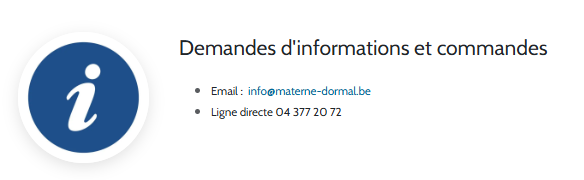 Demandes d'informations et commandes
Email : info@materne-dormal.be
Ligne directe 04 377 20 72